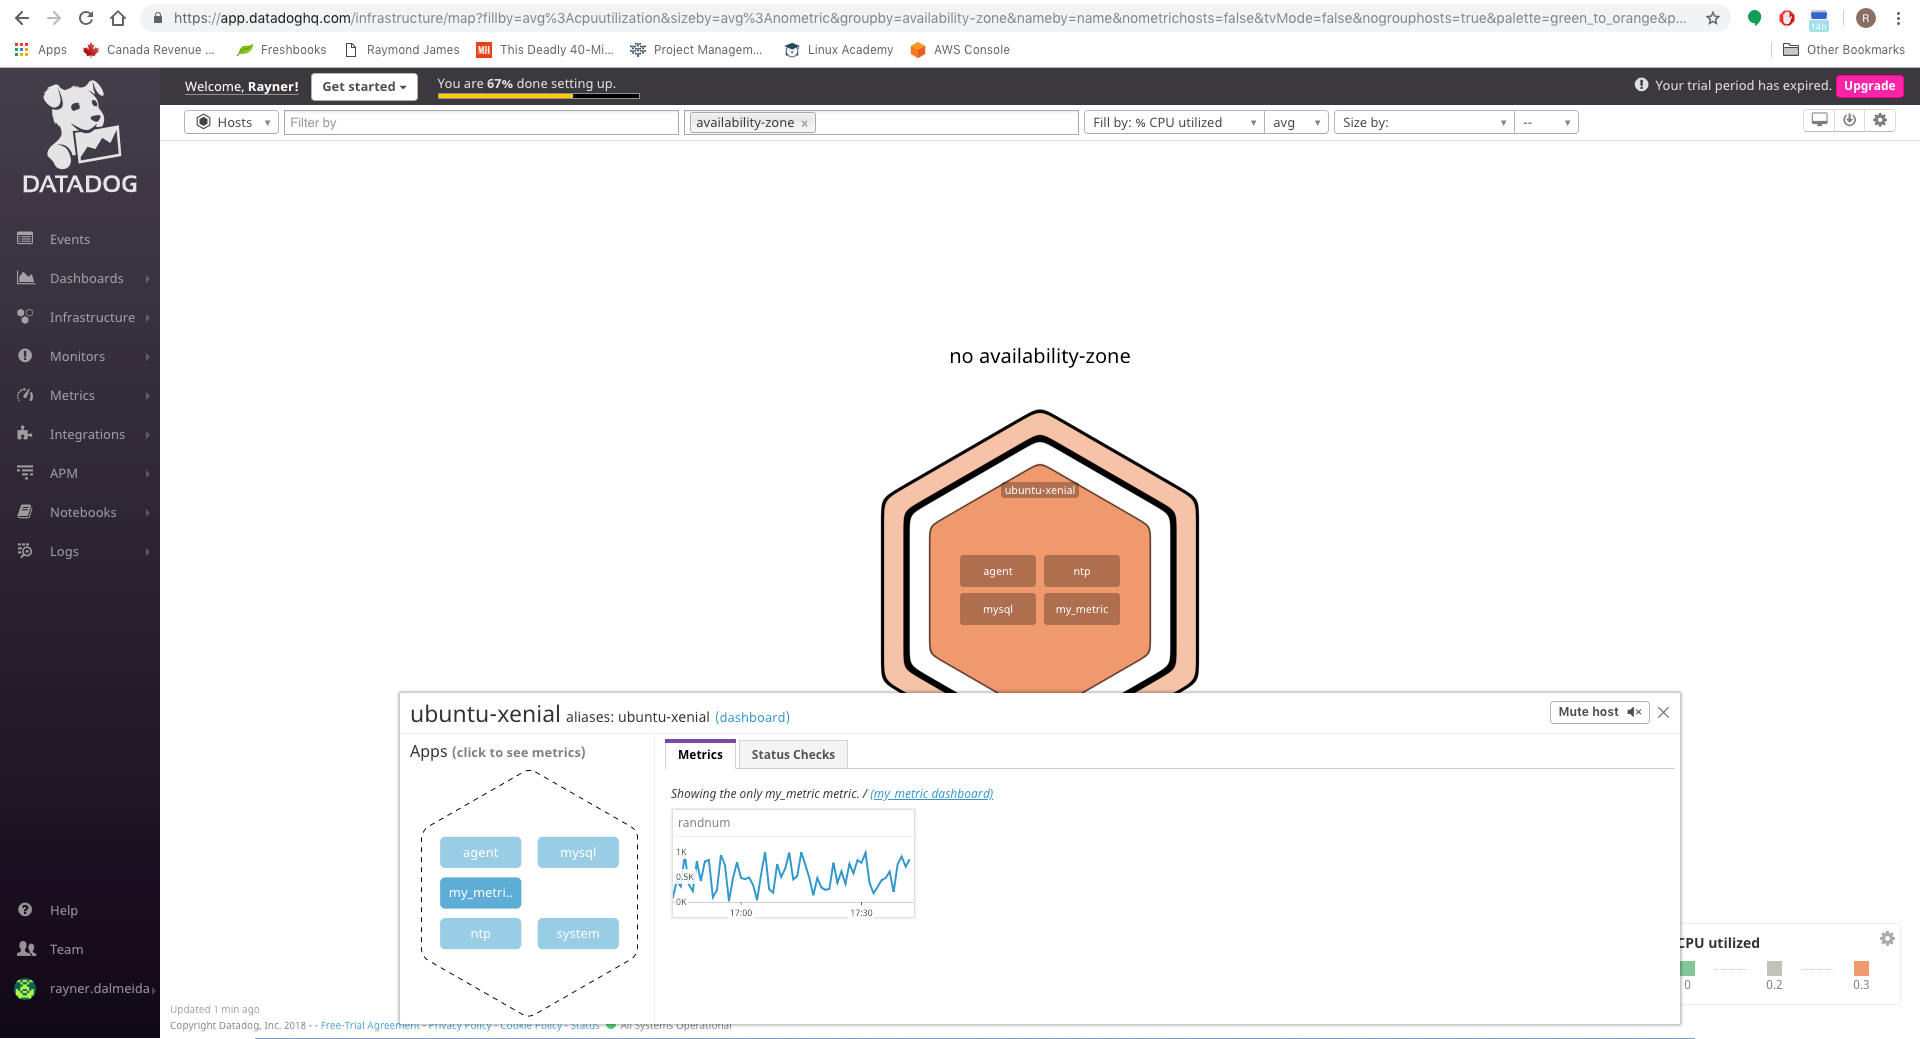 https://app.datadoghq.com/infrastructure/map?fillby=avg%3Acpuutilization&sizeby=avg%3Anometric&groupby=availability-zone&nameby=name&nometrichosts=false&tvMode=false&nogrouphosts=true&palette=green_to_orange&p...
14h
R
Apps
Canada Revenue ...
Freshbooks
Raymond James
MH
This Deadly 40-Mi...
Project Managem...
Linux Academy
AWS Console
Other Bookmarks
DATADOG
Welcome, Rayner!
Get started
You are 67% done setting up.
Your trial period has expired.
Upgrade
Hosts
Filter by
availability-zone ×
Fill by: % CPU utilized
avg
Size by:
--
Events
Dashboards
Infrastructure
Monitors
Metrics
Integrations
APM
Notebooks
Logs
Help
Team
rayner.dalmeida
no availability-zone
ubuntu-xenial
agent
ntp
mysql
my_metric
ubuntu-xenial aliases: ubuntu-xenial (dashboard)
Mute host
Apps (click to see metrics)
agent
mysql
my_metri..
ntp
system
Metrics
Status Checks
Showing the only my_metric metric. / (my_metric dashboard)
randnum
1K
0.5K
0K
17:00
17:30
CPU utilized
0
0.2
0.3
Updated 1 min ago
Copyright Datadog, Inc. 2018 - - Free-Trial Agreement - Privacy Policy - Cookie Policy - Status All Systems Operational